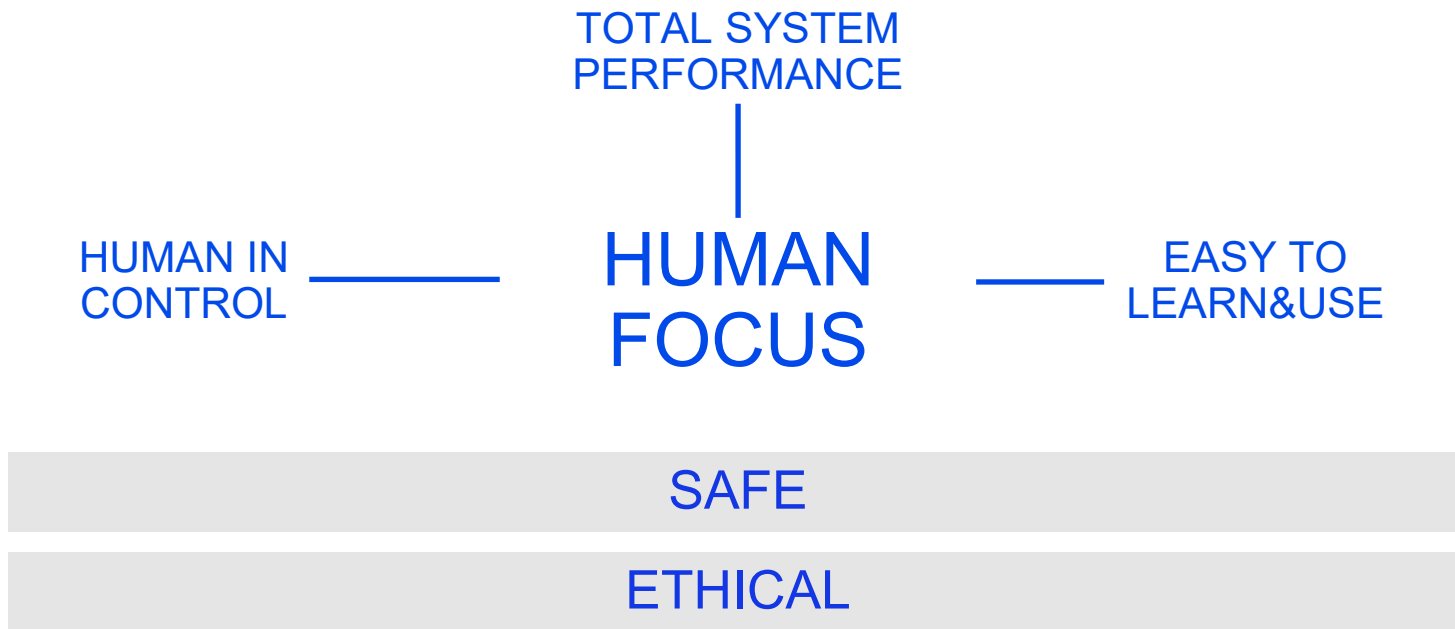 TOTAL SYSTEM
PERFORMANCE
HUMAN IN
CONTROL
HUMAN
FOCUS
EASY TO
LEARN&USE
SAFE
ETHICAL